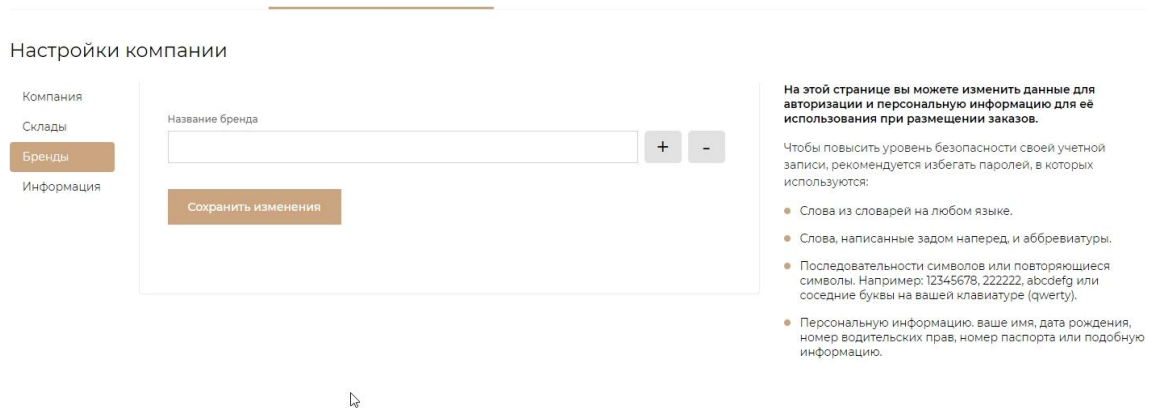 Настройки компании
Компания
Склады
Бренды
Информация
Название бренда
+ -
Сохранить изменения
На этой странице вы можете изменить данные для
авторизации и персональную информацию для её
использования при размещении заказов.
Чтобы повысить уровень безопасности своей учетной
записи, рекомендуется избегать паролей, в которых
используются:
Слова из словарей на любом языке.
Слова, написанные задом наперед, и аббревиатуры.
Последовательности символов или повторяющиеся
символы. Например: 12345678, 222222, abcdefg или
соседние буквы на вашей клавиатуре (qwerty).
Персональную информацию. ваше имя, дата рождения,
номер водительских прав, номер паспорта или подобную
информацию.